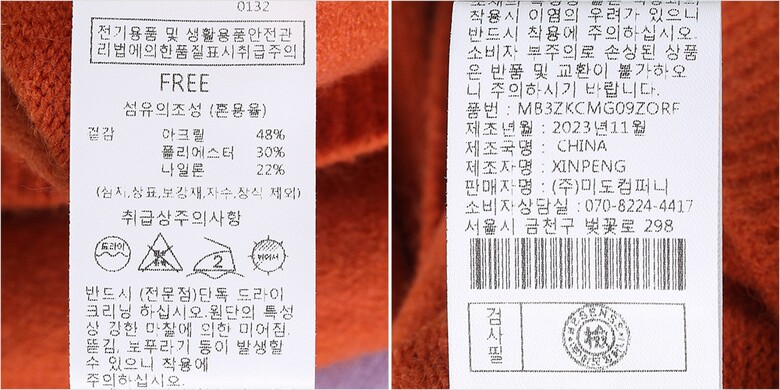 0132
전기용품 및 생활용품안전관
리법에의한품질표시취급주의
FREE
섬유의조성 (혼용율)
겉감 아크릴 48%
폴리에스터 30%
나일론 22%
(심지,상표,보강재,자수,장식 제외)
취급상주의사항
드라이
2
반드시 (전문점)단독 드라이
크리닝 하십시오.원단의 특성
상 강한 마찰에 의한 미어짐.
뜯김, 보푸라기 등이 발생할
수 있으니 착용에
주의하십시오.
착용시 이염의 우려가 있으니
반드시 착용에 주의하십시오.
소비자 부주의로 손상된 상품
은 반품 및 교환이 불가하오
니 주의하시기 바랍니다.
품번 : MB3ZKCMG09ZORF
제조년월 : 2023년11월
제조국명 : CHINA
제조자명 : XINPENG
판매자명 : (주)미도컴퍼니
소비자상담실 : 070-8224-4417
서울시 금천구 벚꽃로 298
검사필
檢